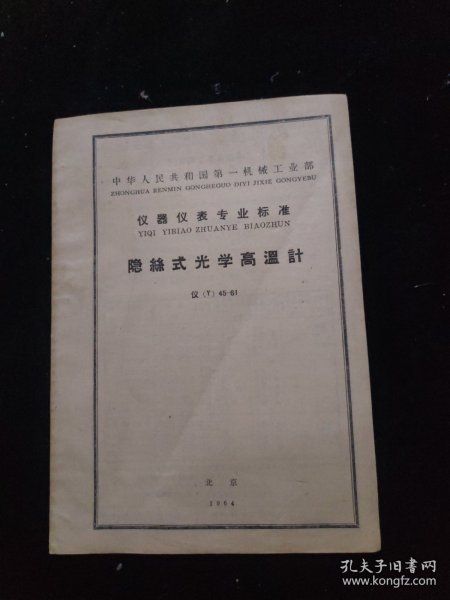 中华人民共和国第一机械工业部
ZHONGHUA RENMIN GONGHEGUO DIYI JIXIE GONGYEBU
仪器仪表专业标准
YIQI YIBIAO ZHUANYE BIAOZHUN
隐絲式光学高溫計
仪(Y) 45-61
北京
1964
孔夫子旧书网
www.kongfz.com